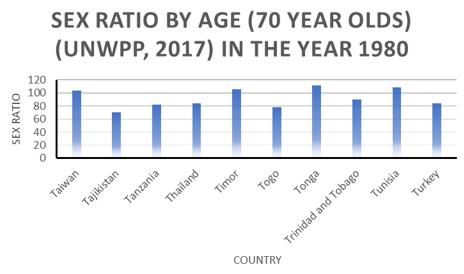 SEX RATIO BY AGE (70 YEAR OLDS)
(UNWPP, 2017) IN THE YEAR 1980
SEX RATIO
120
100
80
60
40
20
0
Taiwan
Tajikistan
Tanzania
Thailand
Timor
Togo
Tonga
Trinidad and Tobago
Tunisia
Turkey
COUNTRY